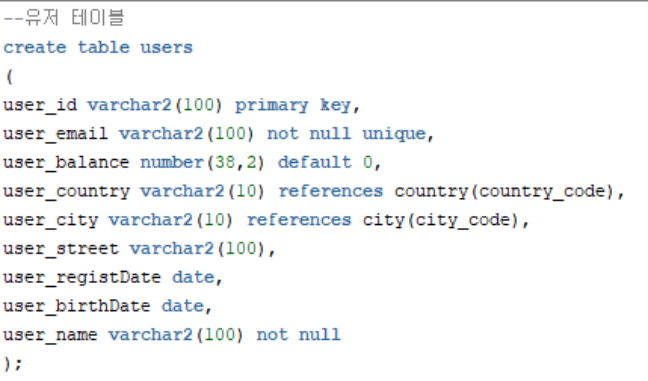 --유저 테이블
create table users
(
user_id varchar2(100) primary key,
user_email varchar2(100) not null unique,
user_balance number(38,2) default 0,
user_country varchar2(10) references country(country_code),
user_city varchar2(10) references city(city_code),
user_street varchar2(100),
user_registDate date,
user_birthDate date,
user_name varchar2(100) not null
);